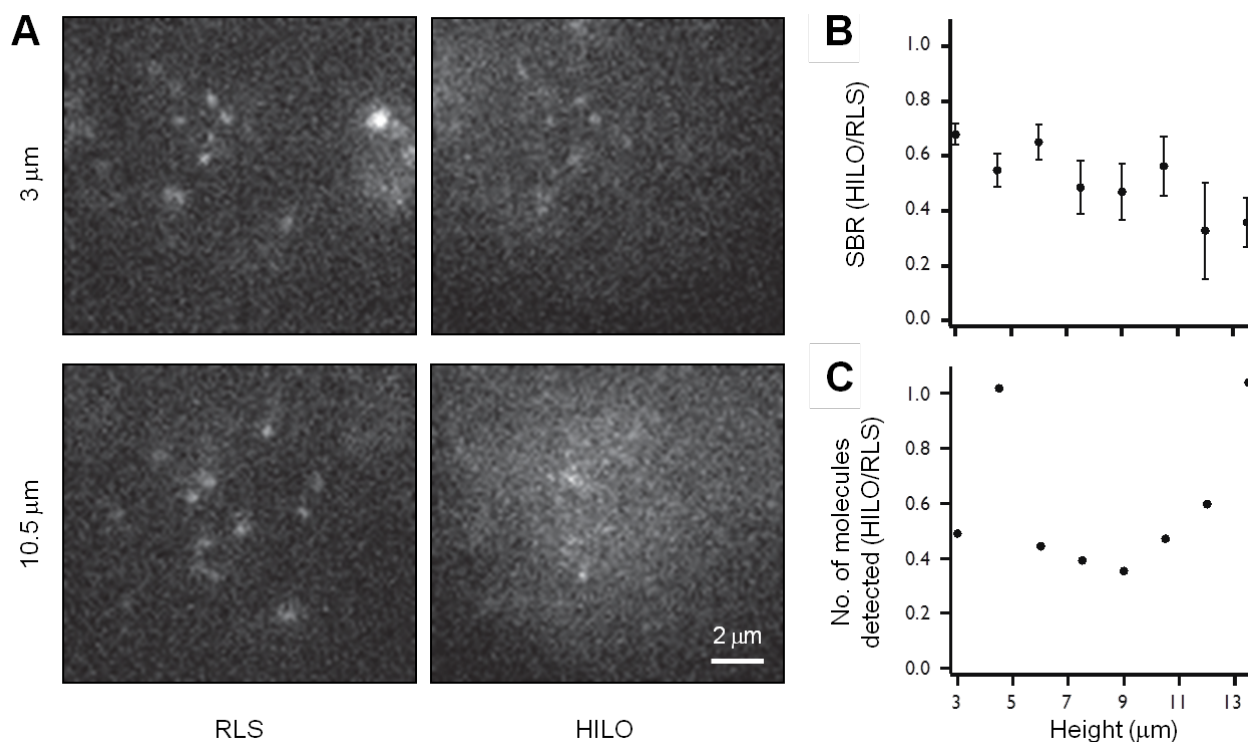 A
3 μm
10.5 μm
2 μm
RLS
HILO
B
SBR (HILO/RLS)
1.0
0.8
0.6
0.4
0.2
0.0
C
No. of molecules
detected (HILO/RLS)
1.0
0.8
0.6
0.4
0.2
0.0
3 5 7 9 11 13
Height (μm)